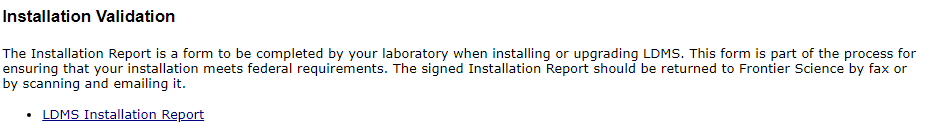 Installation Validation
The Installation Report is a form to be completed by your laboratory when installing or upgrading LDMS. This form is part of the process for
ensuring that your installation meets federal requirements. The signed Installation Report should be returned to Frontier Science by fax or
by scanning and emailing it.
• LDMS Installation Report